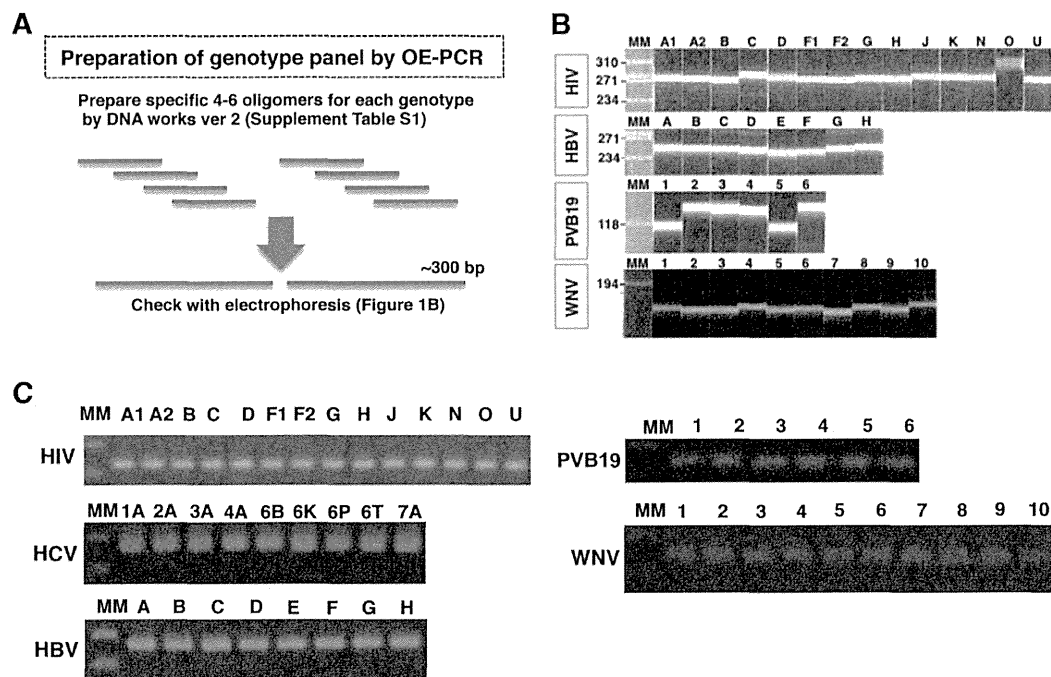 A
Preparation of genotype panel by OE-PCR
Prepare specific 4-6 oligomers for each genotype
by DNA works ver 2 (Supplement Table S1)
~300 bp
Check with electrophoresis (Figure 1B)
B
MM A1 A2 B C D F1 F2 G H J K N O U
HIV
310
271
234
MM A B C D E F G H
HBV
271
234
MM 1 2 3 4 5 6
PVB19
118
MM 1 2 3 4 5 6 7 8 9 10
WNV
194
C
MM A1 A2 B C D F1 F2 G H J K N O U
HIV
MM 1A 2A 3A 4A 6B 6K 6P 6T 7A
HCV
MM A B C D E F G H
HBV
MM 1 2 3 4 5 6
PVB19
MM 1 2 3 4 5 6 7 8 9 10
WNV